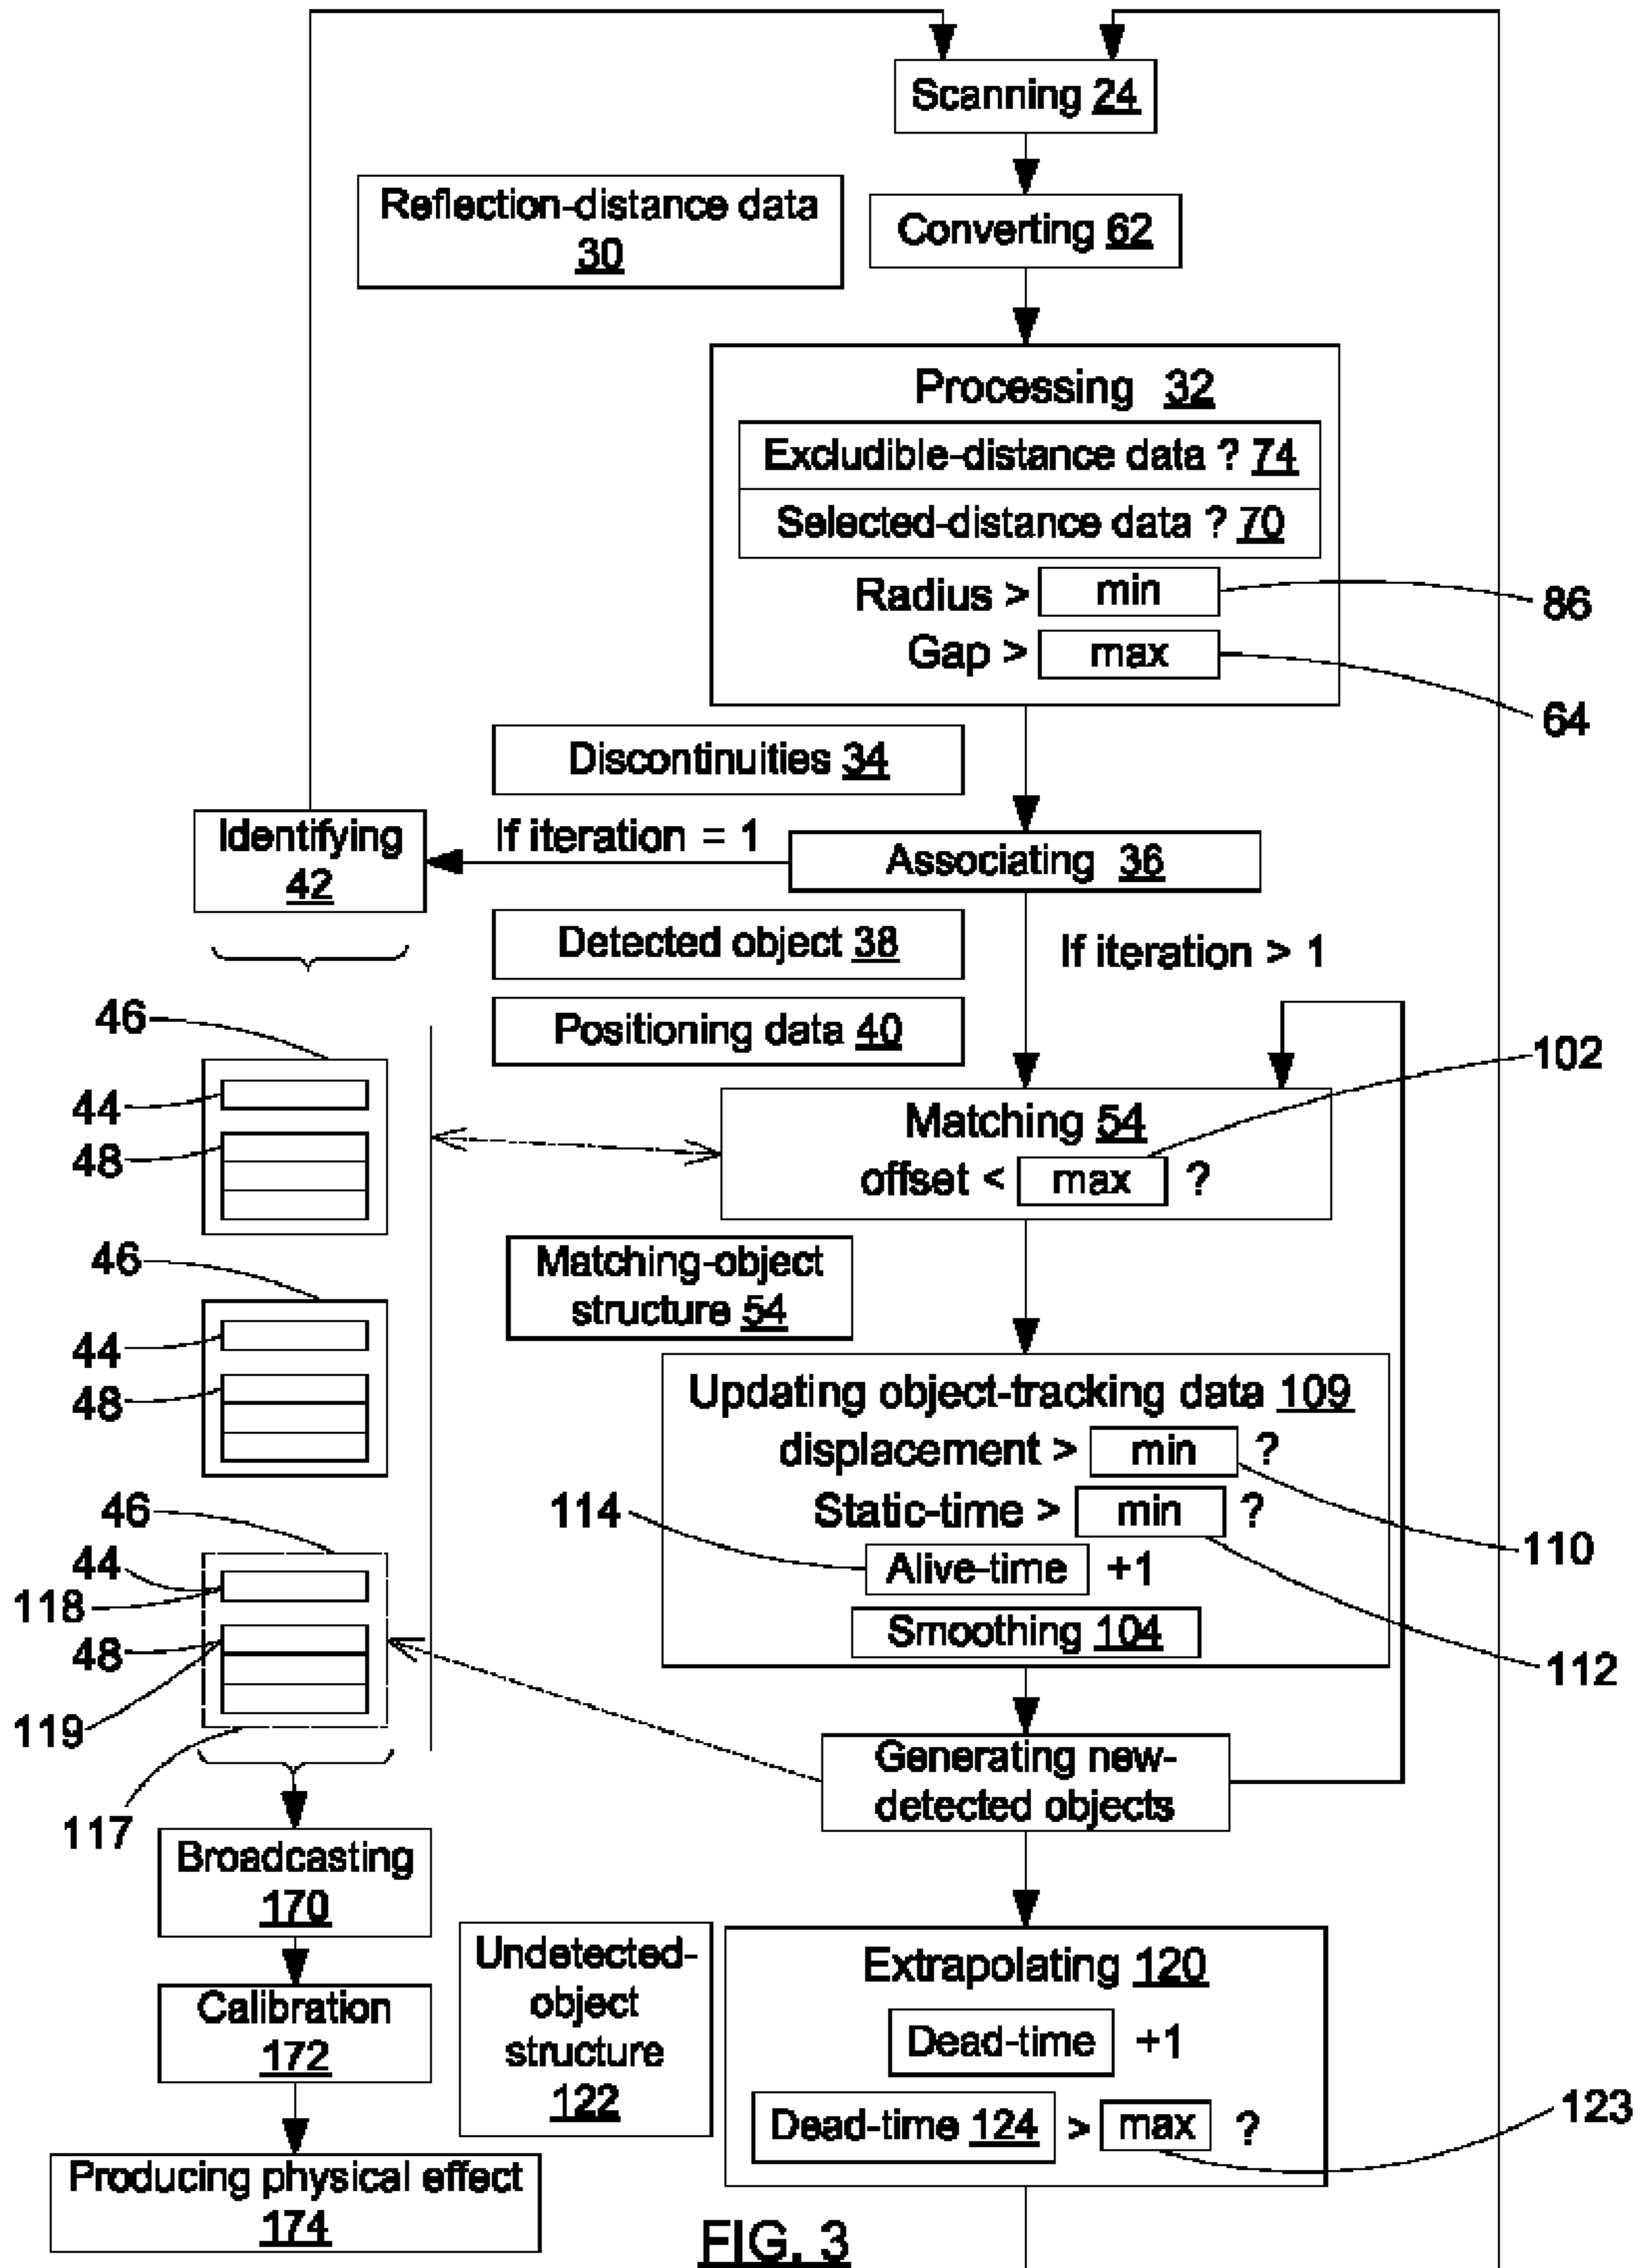 Scanning 24
Reflection-distance data
30
Converting 62
Processing 32
Excludible-distance data ? 74
Selected-distance data ? 70
Radius > min
86
Gap > max
64
Discontinuities 34
Identifying
42
If iteration = 1
Associating 36
Detected object 38
If iteration > 1
Positioning data 40
46
44
48
102
Matching 54
offset < max ?
46
44
48
Matching-object
structure 54
Updating object-tracking data 109
displacement > min ?
110
Static-time > min ?
112
114
Alive-time +1
Smoothing 104
46
44
118
48
119
117
Generating new-
detected objects
Broadcasting
170
Calibration
172
Producing physical effect
174
Undetected-
object
structure
122
Extrapolating 120
Dead-time +1
Dead-time 124 > max ?
123
FIG. 3